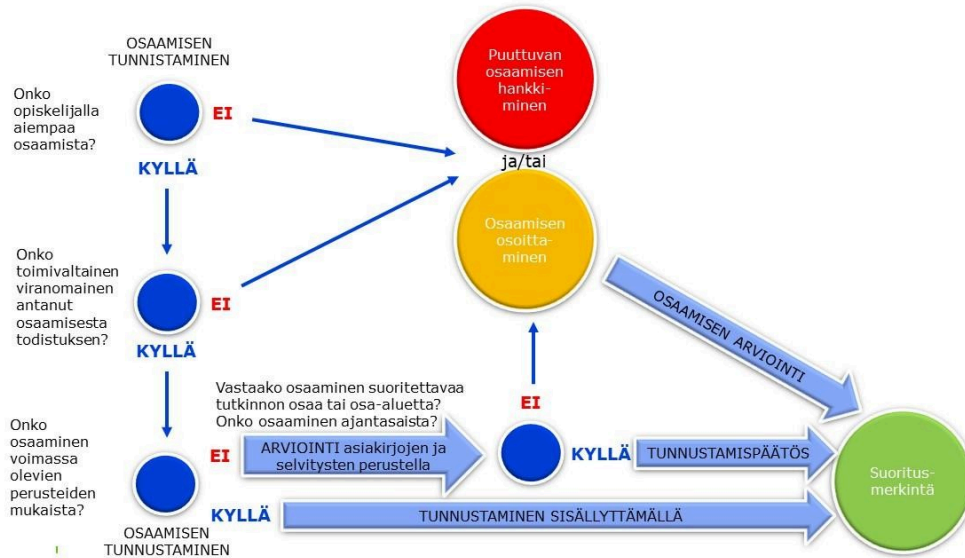 OSAAMISEN
TUNNISTAMINEN
Onko
opiskelijalla
aiempaa
osaamista?
EI
KYLLÄ
Puuttuvan
osaamisen
hankki-
minen
ja/tai
Osaamisen
osoitta-
minen
Onko
toimivaltainen
viranomainen
antanut
osaamisesta
todistuksen?
EI
KYLLÄ
OSAAMISEN ARVIOINTI
Vastaako osaaminen suoritettavaa
tutkinnon osaa tai osa-aluetta?
Onko osaaminen ajantasaista?
EI
Onko
osaaminen
voimassa
olevien
perusteiden
mukaista?
EI
ARVIOINTI asiakirjojen ja
selvitysten perustella
KYLLÄ
TUNNUSTAMISPÄÄTÖS
Suoritus-
merkintä
KYLLÄ
TUNNUSTAMINEN SISÄLLYTTÄMÄLLÄ
OSAAMISEN
TUNNUSTAMINEN